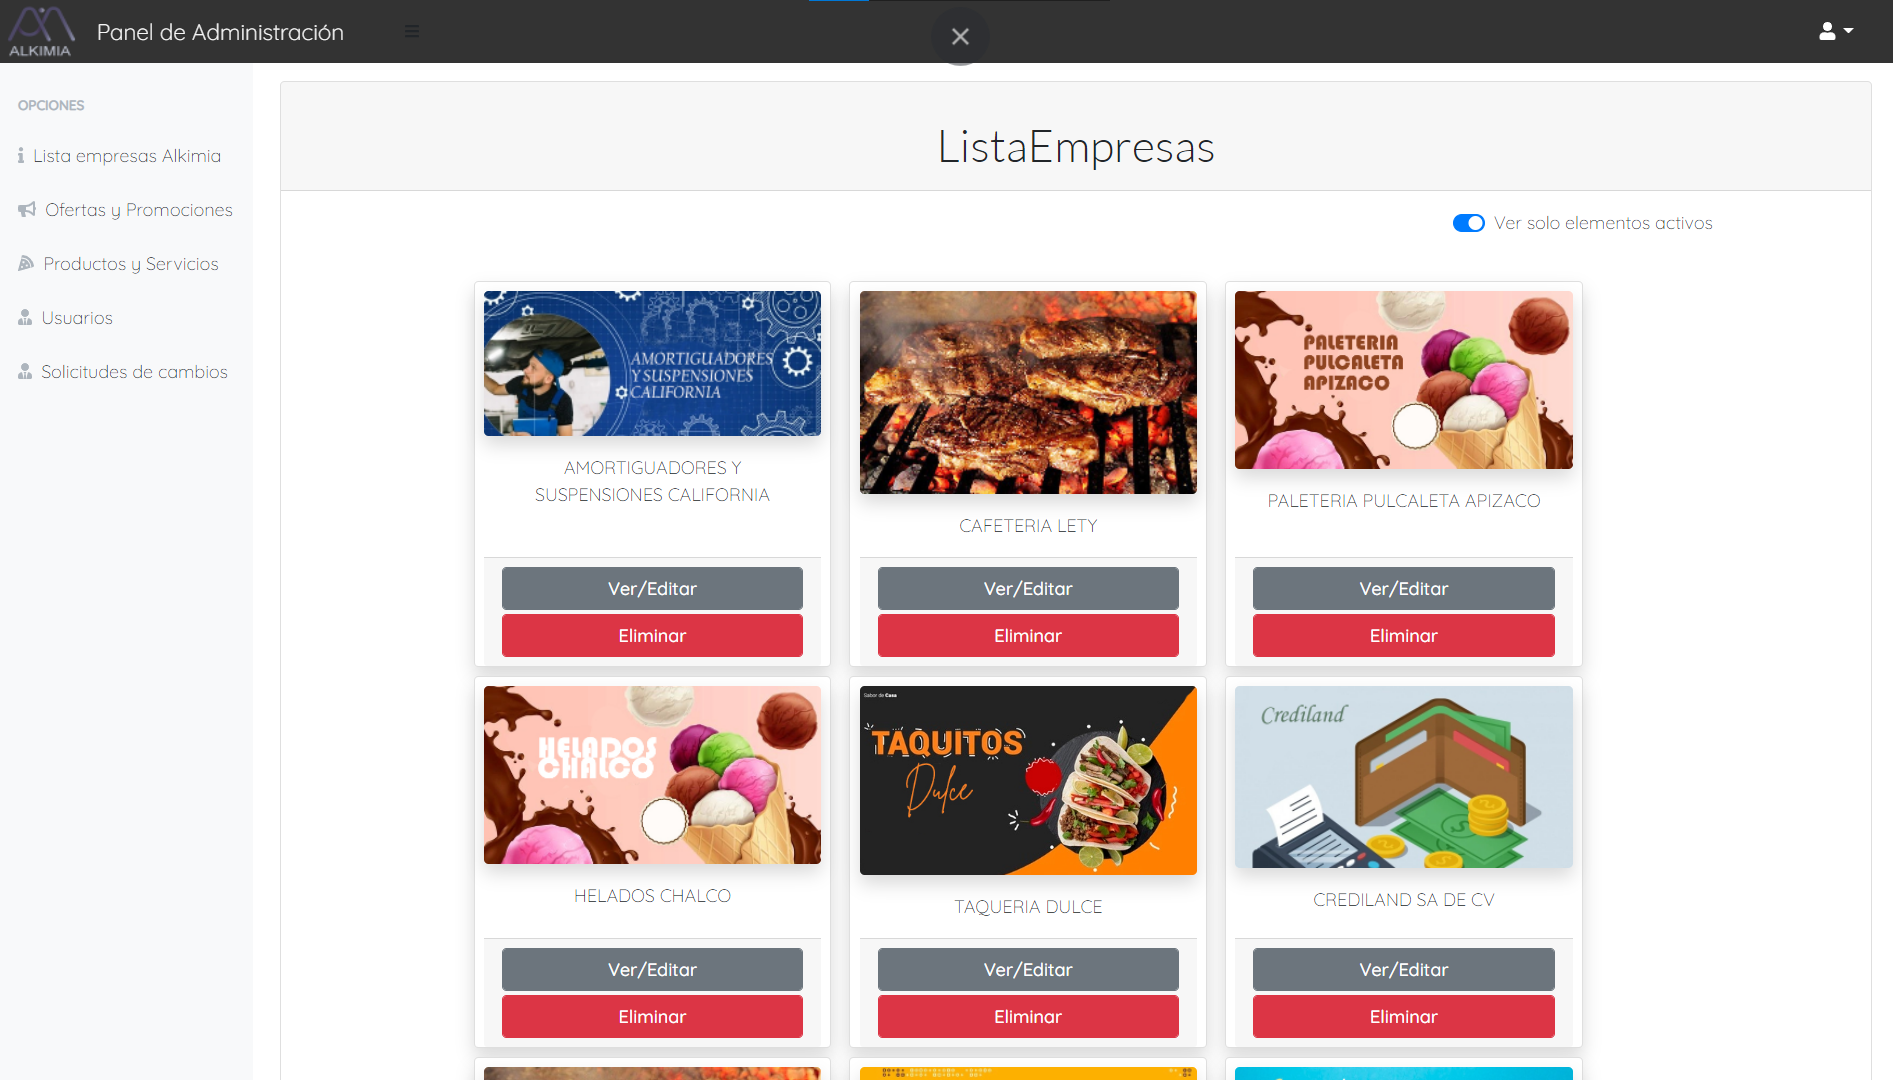 ALKIMIA
Panel de Administración
OPCIONES
Lista empresas Alkimia
Ofertas y Promociones
Productos y Servicios
Usuarios
Solicitudes de cambios
ListaEmpresas
Ver solo elementos activos
AMORTIGUADORES
Y SUSPENSIONES
CALIFORNIA
AMORTIGUADORES Y
SUSPENSIONES CALIFORNIA
Ver/Editar
Eliminar
CAFETERIA LETY
Ver/Editar
Eliminar
PALETERIA
PULCALETA
APIZACO
PALETERIA PULCALETA APIZACO
Ver/Editar
Eliminar
HELADOS
CHALCO
HELADOS CHALCO
Ver/Editar
Eliminar
Sabor de Casa
TAQUITOS
Dulce
TAQUERIA DULCE
Ver/Editar
Eliminar
Crediland
CREDILAND SA DE CV
Ver/Editar
Eliminar